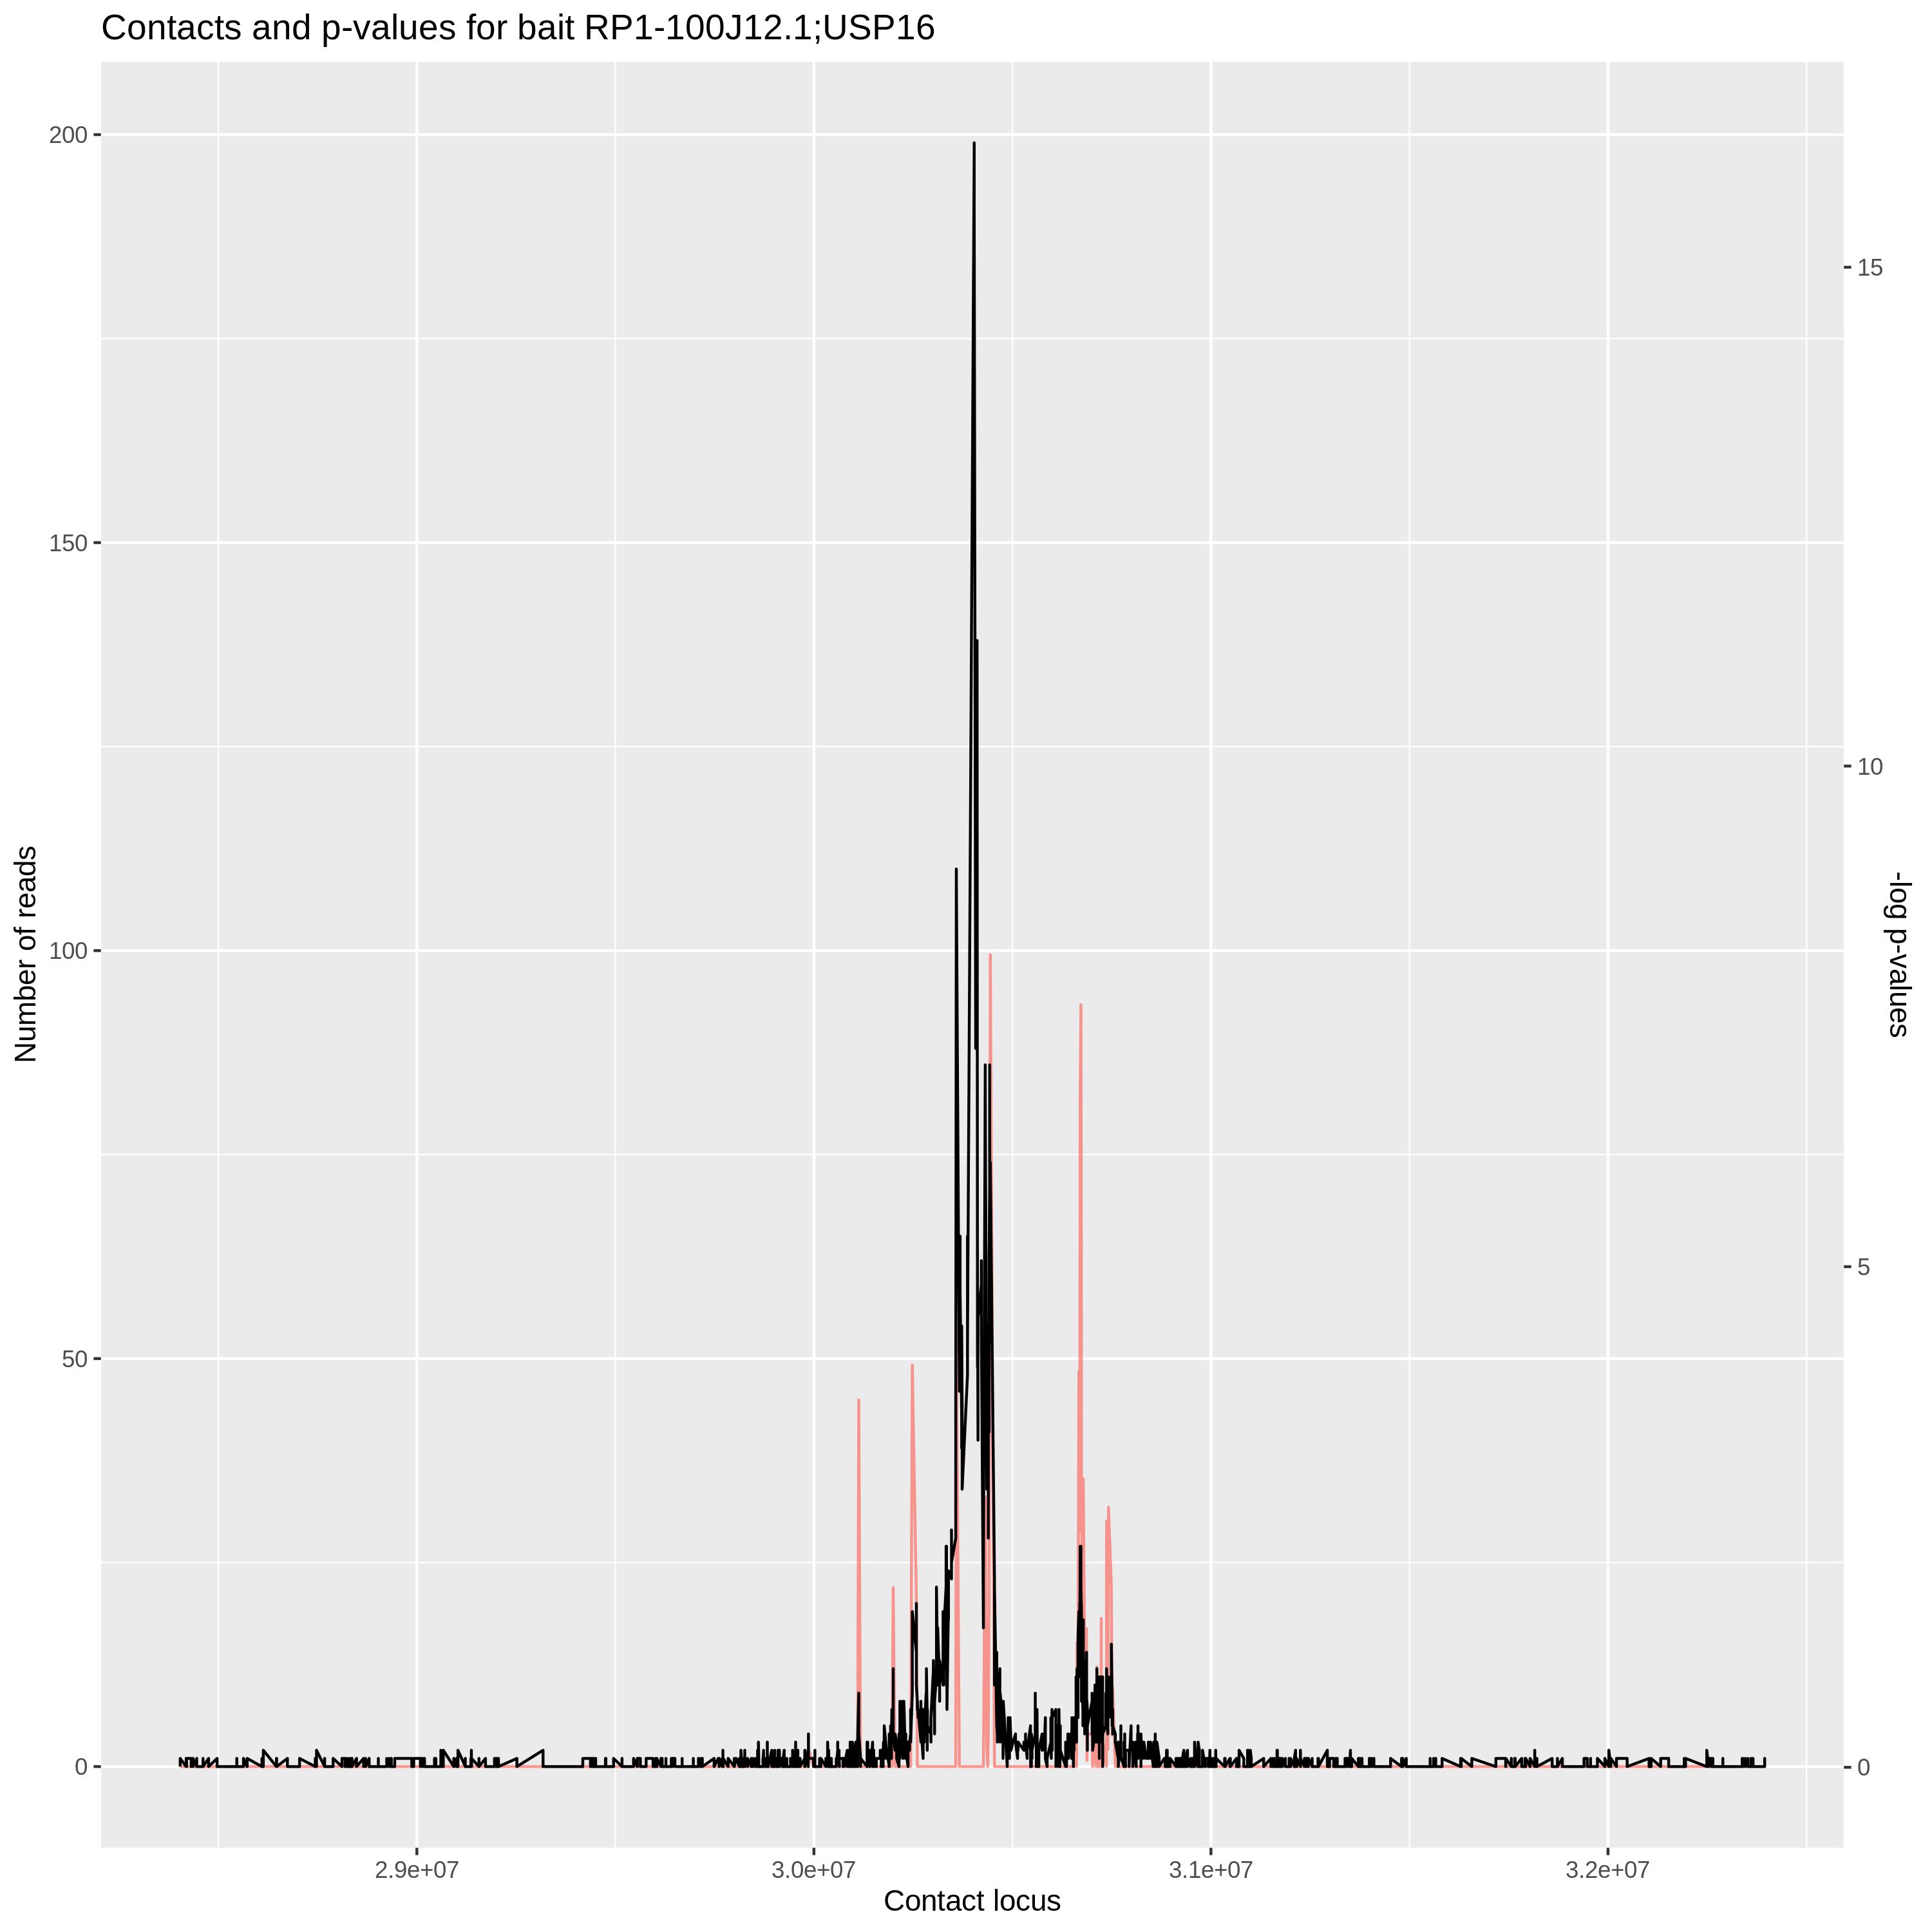 Contacts and p-values for bait RP1-100J12.1;USP16
200
150
100
50
0
Number of reads
15
10
5
0
-log p-values
2.9e+07 3.0e+07 3.1e+07 3.2e+07
Contact locus